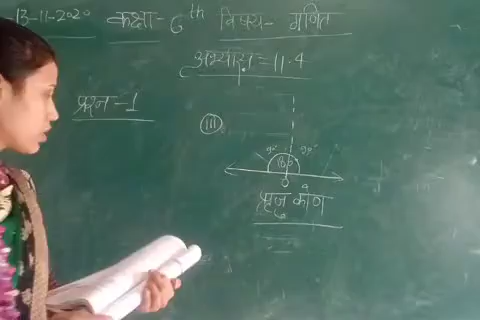 13-11-2020 कक्षा- 6th विषय- गणित
अभ्यास = 11.4
प्रश्न-1
(III)
90° 90°
180°
O
ऋजु कोण